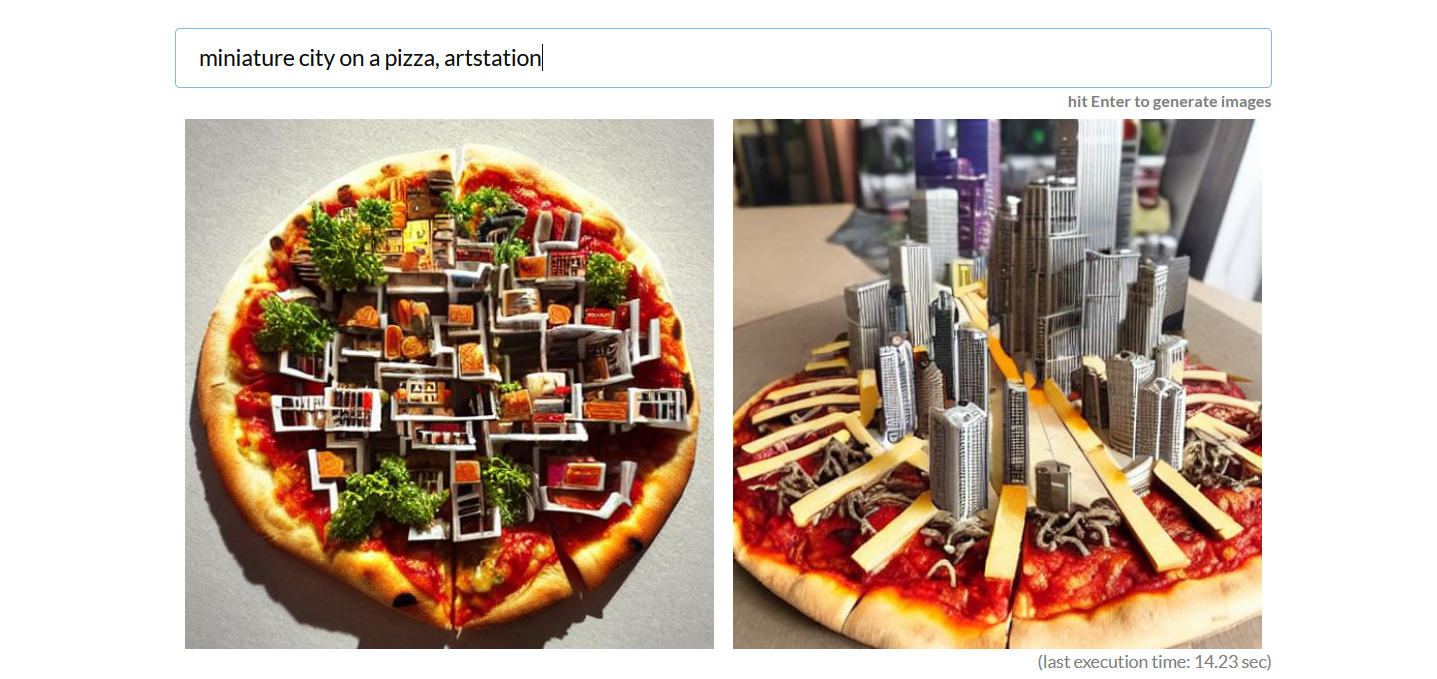 miniature city on a pizza, artstation
hit Enter to generate images
(last execution time: 14.23 sec)